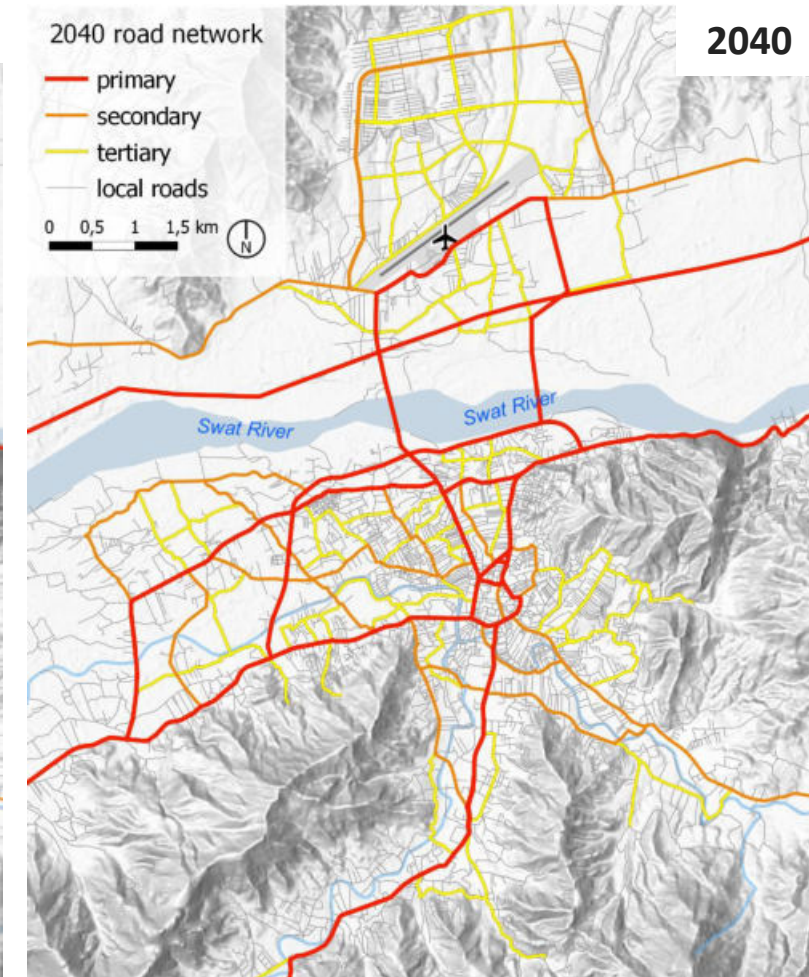 2040 road network
2040
primary
secondary
tertiary
local roads
0 0,5 1 1,5 km
N
Swat River
Swat River